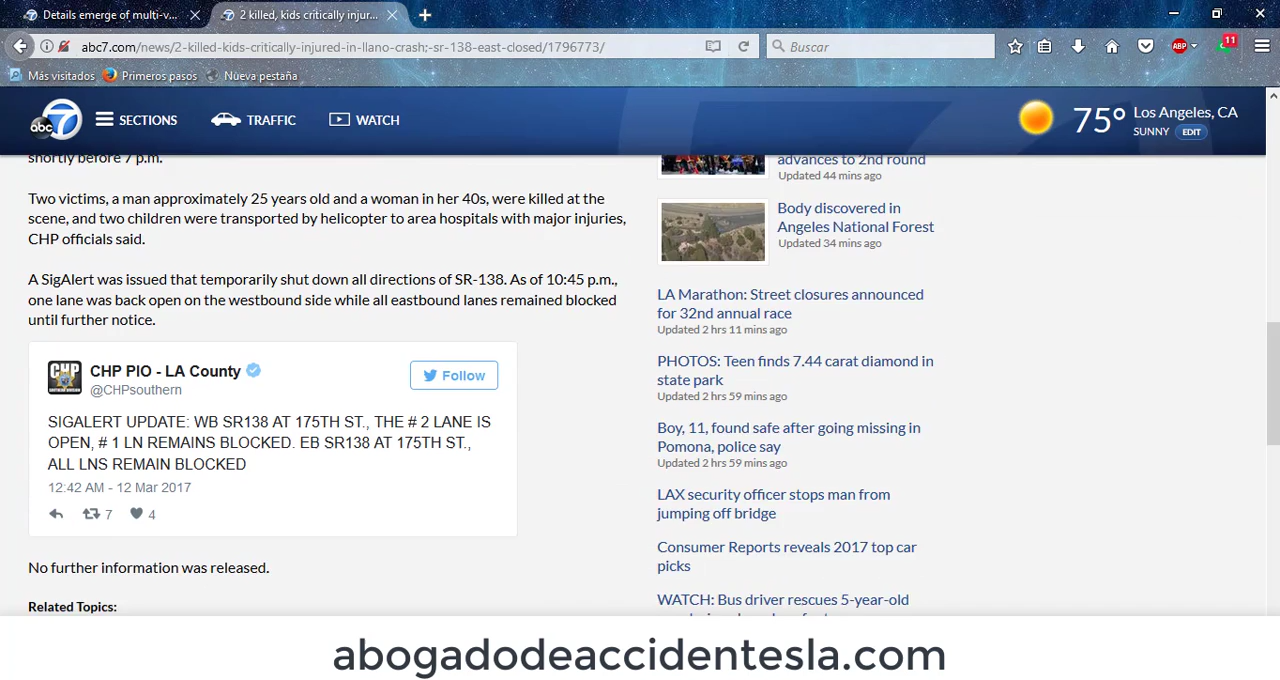 Details emerge of multi-v...
2 killed, kids critically injur...
abc7.com/news/2-killed-kids-critically-injured-in-llano-crash;-sr-138-east-closed/1796773/
Buscar
ABP
11
Más visitados
Primeros pasos
Nueva pestaña
abc 7
SECTIONS
TRAFFIC
WATCH
75°
Los Angeles, CA
SUNNY EDIT
shortly before 7 p.m.
Two victims, a man approximately 25 years old and a woman in her 40s, were killed at the
scene, and two children were transported by helicopter to area hospitals with major injuries,
CHP officials said.
A SigAlert was issued that temporarily shut down all directions of SR-138. As of 10:45 p.m.,
one lane was back open on the westbound side while all eastbound lanes remained blocked
until further notice.
CHP
CHP PIO - LA County
@CHPsouthern
Follow
SIGALERT UPDATE: WB SR138 AT 175TH ST., THE # 2 LANE IS
OPEN, # 1 LN REMAINS BLOCKED. EB SR138 AT 175TH ST.,
ALL LNS REMAIN BLOCKED
12:42 AM - 12 Mar 2017
7
4
No further information was released.
Related Topics:
advances to 2nd round
Updated 44 mins ago
Body discovered in
Angeles National Forest
Updated 34 mins ago
LA Marathon: Street closures announced
for 32nd annual race
Updated 2 hrs 11 mins ago
PHOTOS: Teen finds 7.44 carat diamond in
state park
Updated 2 hrs 59 mins ago
Boy, 11, found safe after going missing in
Pomona, police say
Updated 2 hrs 59 mins ago
LAX security officer stops man from
jumping off bridge
Consumer Reports reveals 2017 top car
picks
WATCH: Bus driver rescues 5-year-old
abogadodeaccidentesla.com